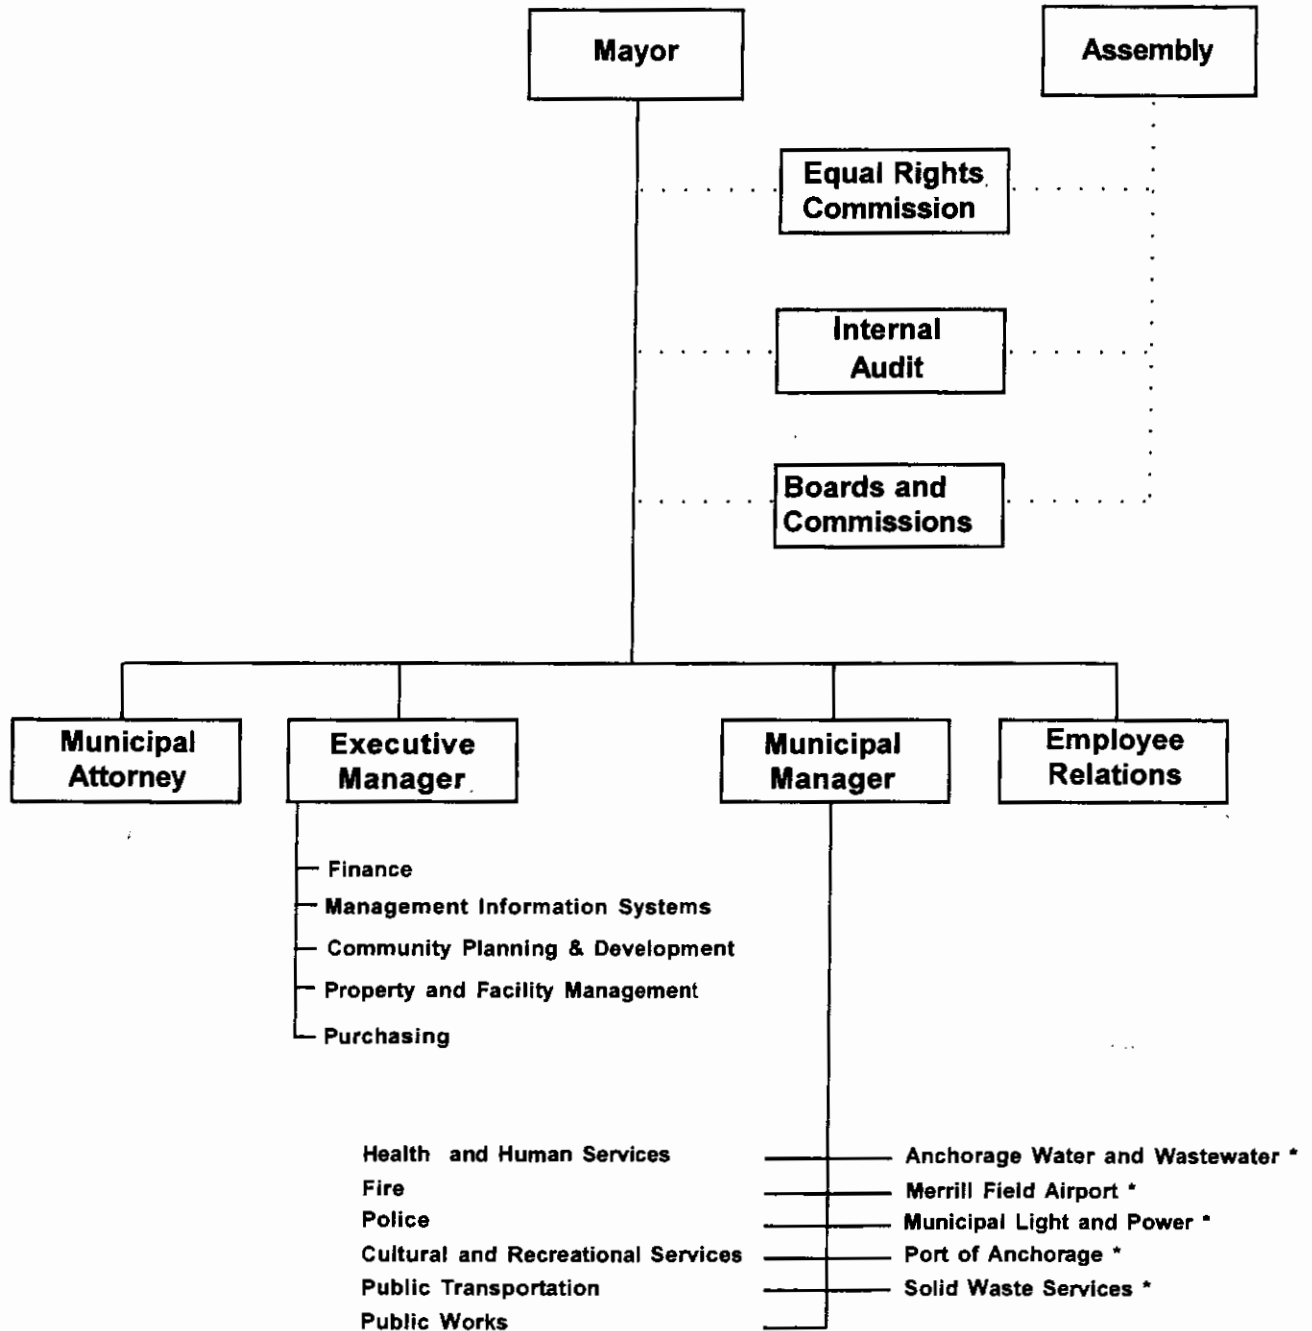 Mayor
Assembly
Equal Rights
Commission
Internal
Audit
Boards and
Commissions
Municipal
Attorney
Executive
Manager
Municipal
Manager
Employee
Relations
Finance
Management Information Systems
Community Planning & Development
Property and Facility Management
Purchasing
Health and Human Services
Fire
Police
Cultural and Recreational Services
Public Transportation
Public Works
Anchorage Water and Wastewater *
Merrill Field Airport *
Municipal Light and Power *
Port of Anchorage *
Solid Waste Services *